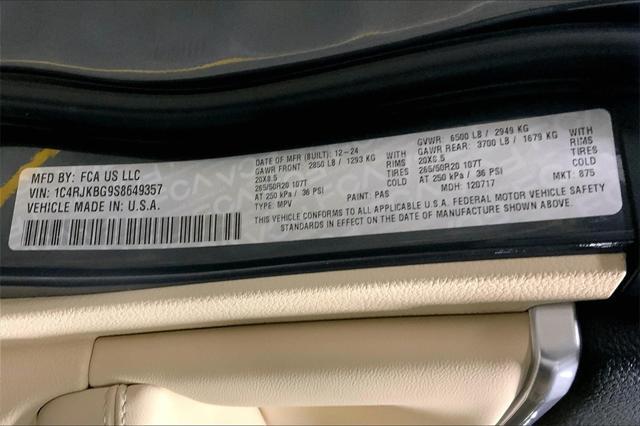 MFD BY: FCA US LLC
VIN: 1C4RJKBG9S8649357
VEHICLE MADE IN: U.S.A.
DATE OF MFR (BUILT): 12-24 GVWR: 6500 LB / 2949 KG
GAWR FRONT 2850 LB / 1293 KG WITH GAWR REAR: 3700 LB / 1679 KG WITH
20X8.5 RIMS 20X8.5 RIMS
265/50R20 107T TIRES 265/50R20 107T TIRES
AT 250 kPa / 36 PSI COLD AT 250 kPa / 36 PSI COLD
TYPE: MPV PAINT: PAS MDH: 120717 MKT: 875
THIS VEHICLE CONFORMS TO ALL APPLICABLE U.S.A. FEDERAL MOTOR VEHICLE SAFETY
STANDARDS IN EFFECT ON THE DATE OF MANUFACTURE SHOWN ABOVE.